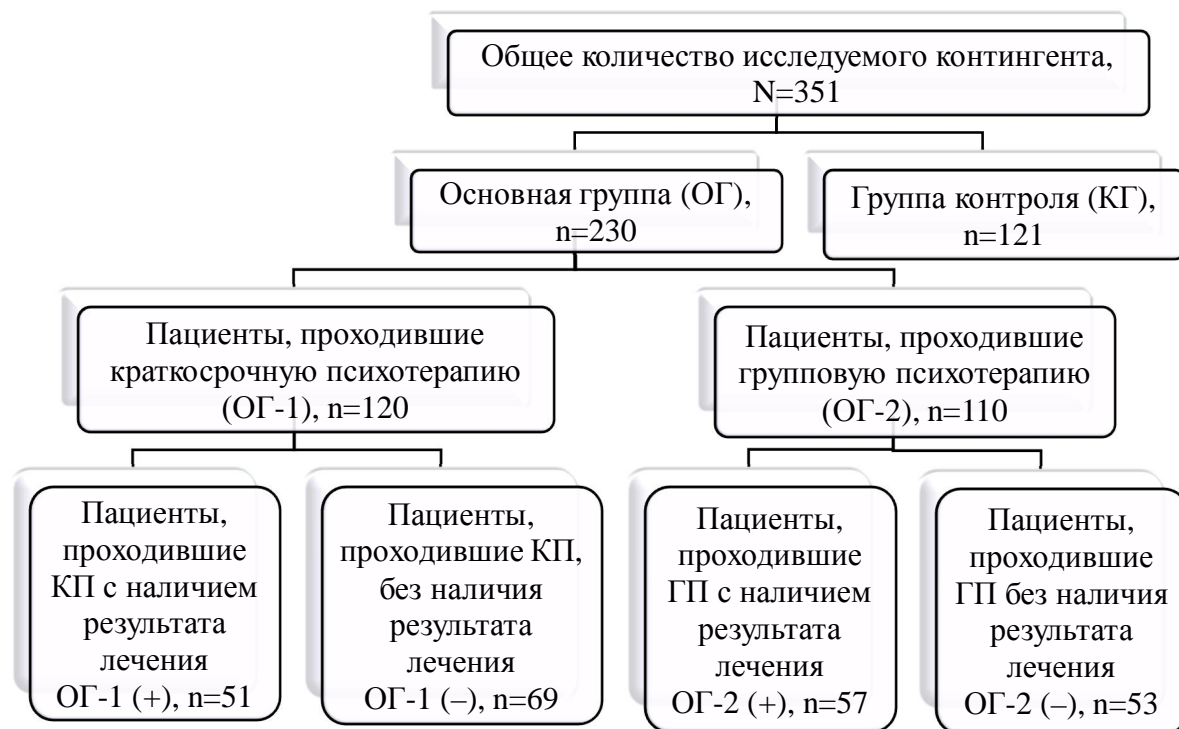 Общее количество исследуемого контингента,
N=351
Основная группа (ОГ),
n=230
Группа контроля (КГ),
n=121
Пациенты, проходившие
краткосрочную психотерапию
(ОГ-1), n=120
Пациенты, проходившие
групповую психотерапию
(ОГ-2), n=110
Пациенты,
проходившие
КП с наличием
результата
лечения
ОГ-1 (+), n=51
Пациенты,
проходившие КП,
без наличия
результата
лечения
ОГ-1 (–), n=69
Пациенты,
проходившие
ГП с наличием
результата
лечения
ОГ-2 (+), n=57
Пациенты,
проходившие
ГП без наличия
результата
лечения
ОГ-2 (–), n=53